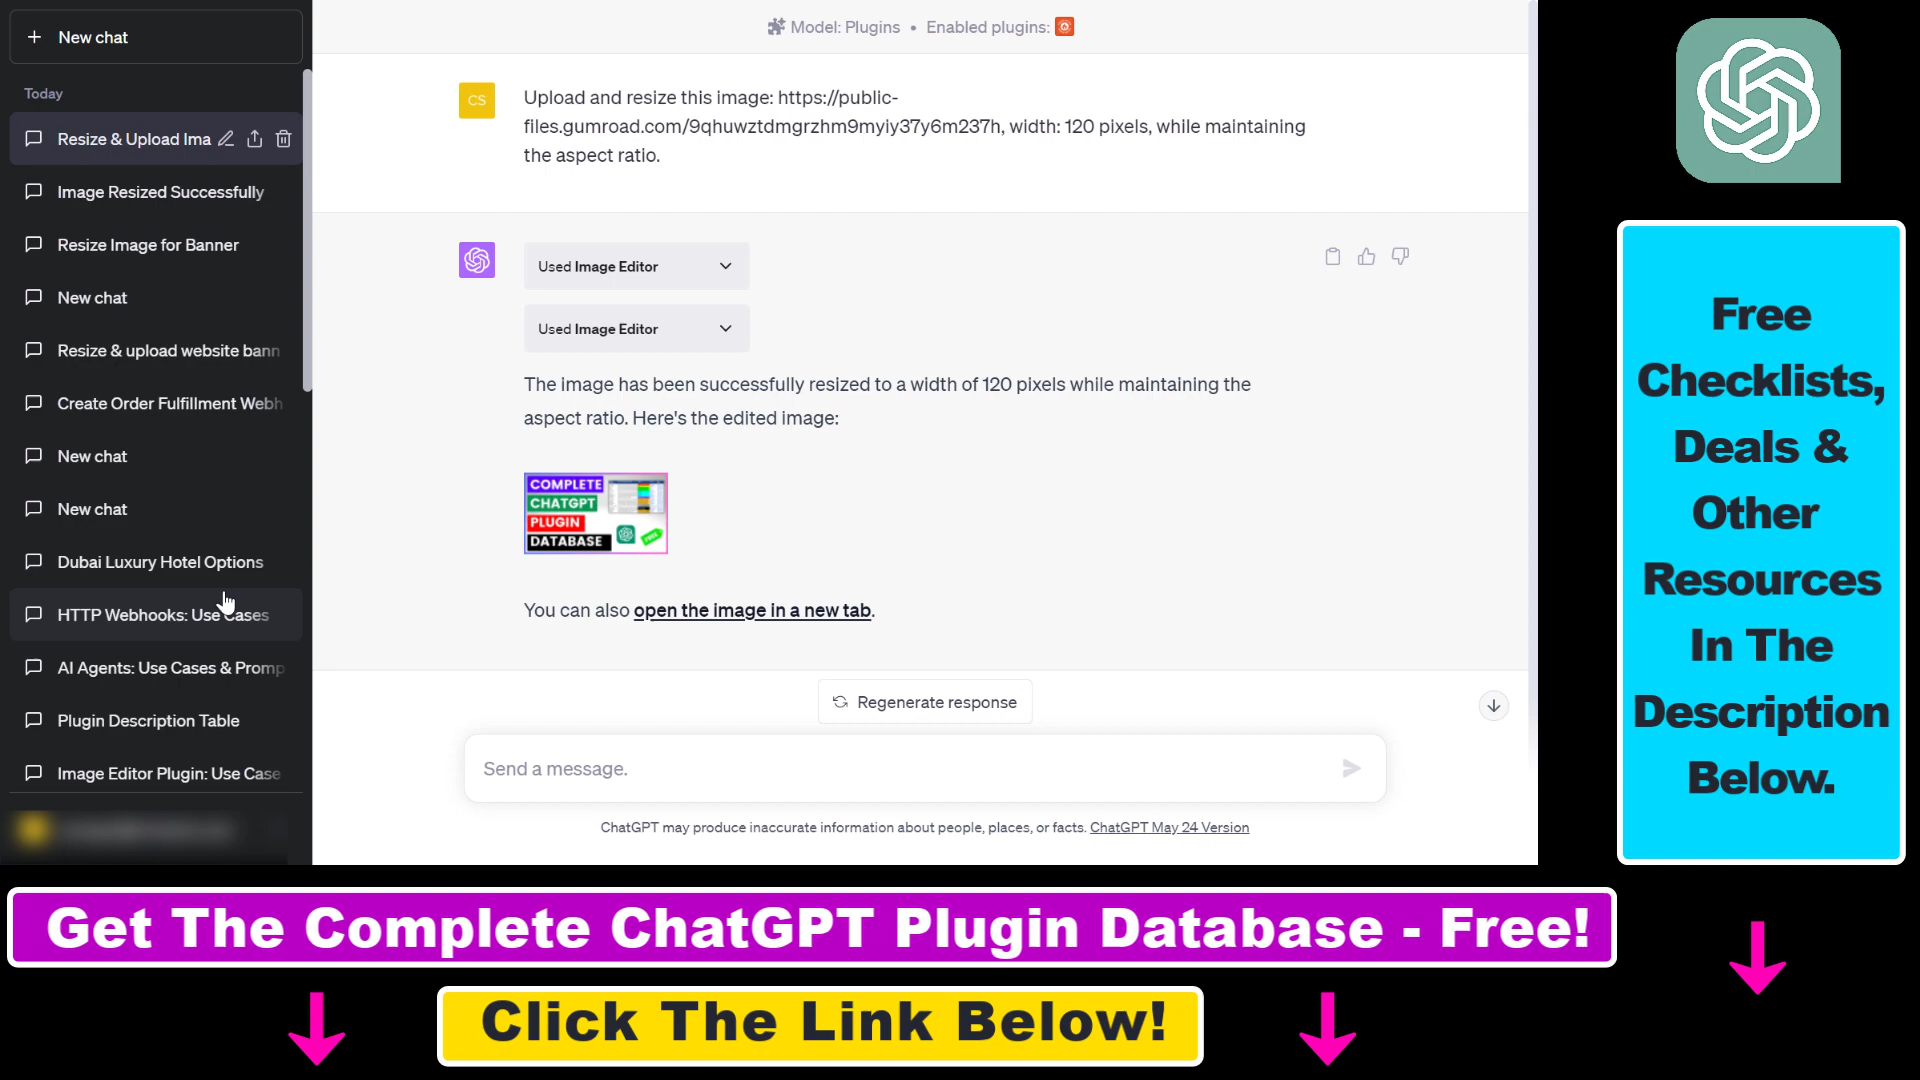 New chat
Today
Resize & Upload Ima
Image Resized Successfully
Resize Image for Banner
New chat
Resize & upload website bann
Create Order Fulfillment Webh
New chat
New chat
Dubai Luxury Hotel Options
HTTP Webhooks: Use Cases
AI Agents: Use Cases & Promp
Plugin Description Table
Image Editor Plugin: Use Case
Model: Plugins • Enabled plugins:
CS
Upload and resize this image: https://public-
files.gumroad.com/9qhuwztdmgrzhm9myiy37y6m237h, width: 120 pixels, while maintaining
the aspect ratio.
Used Image Editor
Used Image Editor
The image has been successfully resized to a width of 120 pixels while maintaining the
aspect ratio. Here's the edited image:
COMPLETE
CHATGPT
PLUGIN
DATABASE
You can also open the image in a new tab.
Regenerate response
Send a message.
ChatGPT may produce inaccurate information about people, places, or facts. ChatGPT May 24 Version
Free
Checklists,
Deals &
Other
Resources
In The
Description
Below.
Get The Complete ChatGPT Plugin Database - Free!
Click The Link Below!